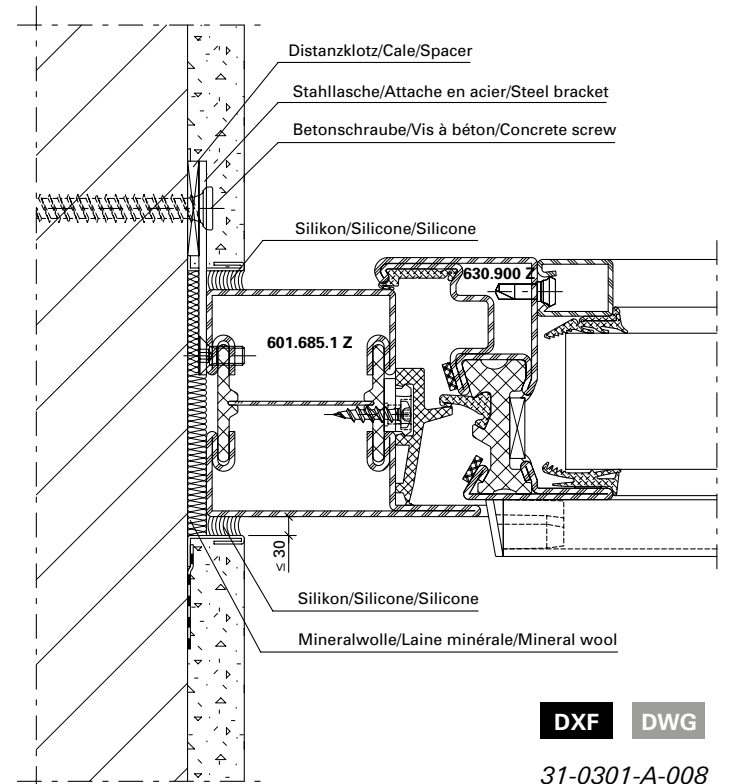 Distanzklotz/Cale/Spacer
Stahllasche/Attache en acier/Steel bracket
Betonschraube/Vis à béton/Concrete screw
Silikon/Silicone/Silicone
630.900 Z
601.685.1 Z
≤ 30
Silikon/Silicone/Silicone
Mineralwolle/Laine minérale/Mineral wool
DXF DWG
31-0301-A-008